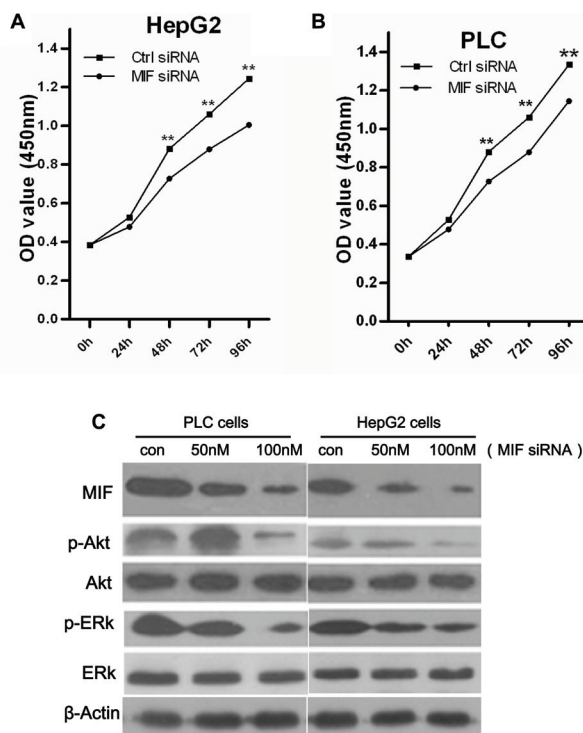 A
HepG2
Ctrl siRNA
MIF siRNA
**
**
**
OD value (450nm)
1.4
1.2
1.0
0.8
0.6
0.4
0.2
0.0
0h
24h
48h
72h
96h
B
PLC
Ctrl siRNA
MIF siRNA
**
**
**
OD value (450nm)
1.4
1.2
1.0
0.8
0.6
0.4
0.2
0.0
0h
24h
48h
72h
96h
C
PLC cells
HepG2 cells
con 50nM 100nM con 50nM 100nM ( MIF siRNA )
MIF
p-Akt
Akt
p-ERk
ERk
β-Actin